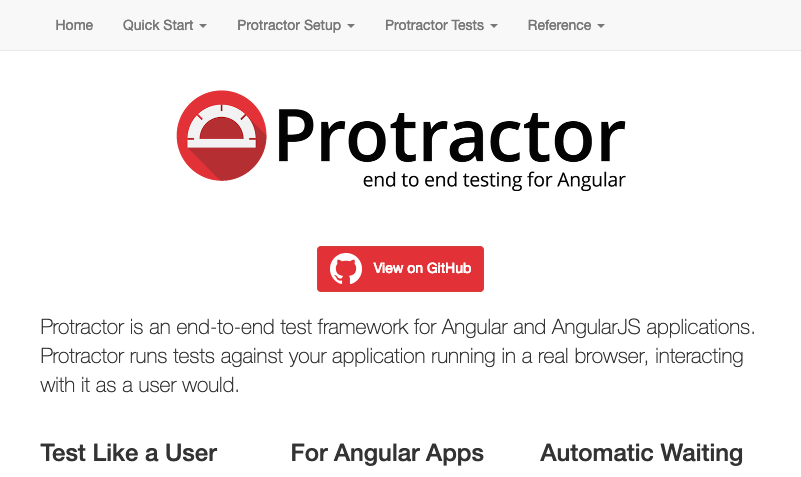 Home Quick Start Protractor Setup Protractor Tests Reference
Protractor
end to end testing for Angular
View on GitHub
Protractor is an end-to-end test framework for Angular and AngularJS applications.
Protractor runs tests against your application running in a real browser, interacting
with it as a user would.
Test Like a User For Angular Apps Automatic Waiting